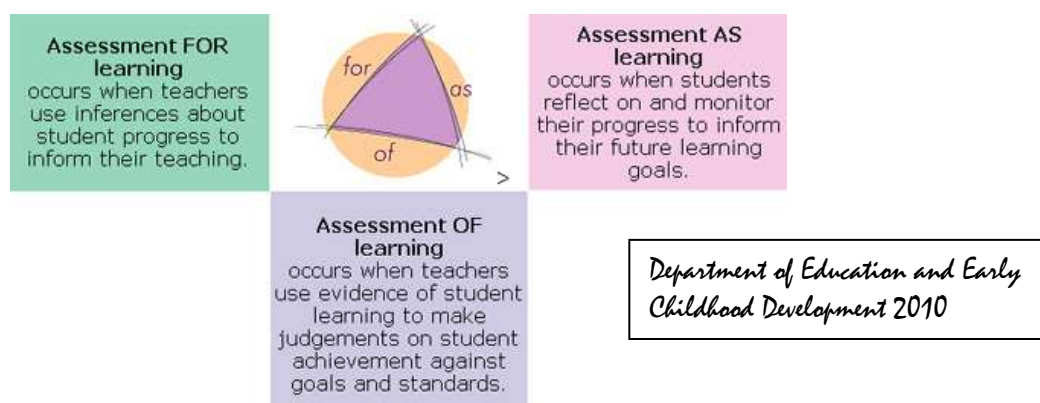 Assessment FOR
learning
occurs when teachers
use inferences about
student progress to
inform their teaching.
for
as
of
>
Assessment AS
learning
occurs when students
reflect on and monitor
their progress to inform
their future learning
goals.
Assessment OF
learning
occurs when teachers
use evidence of student
learning to make
judgements on student
achievement against
goals and standards.
Department of Education and Early
Childhood Development 2010